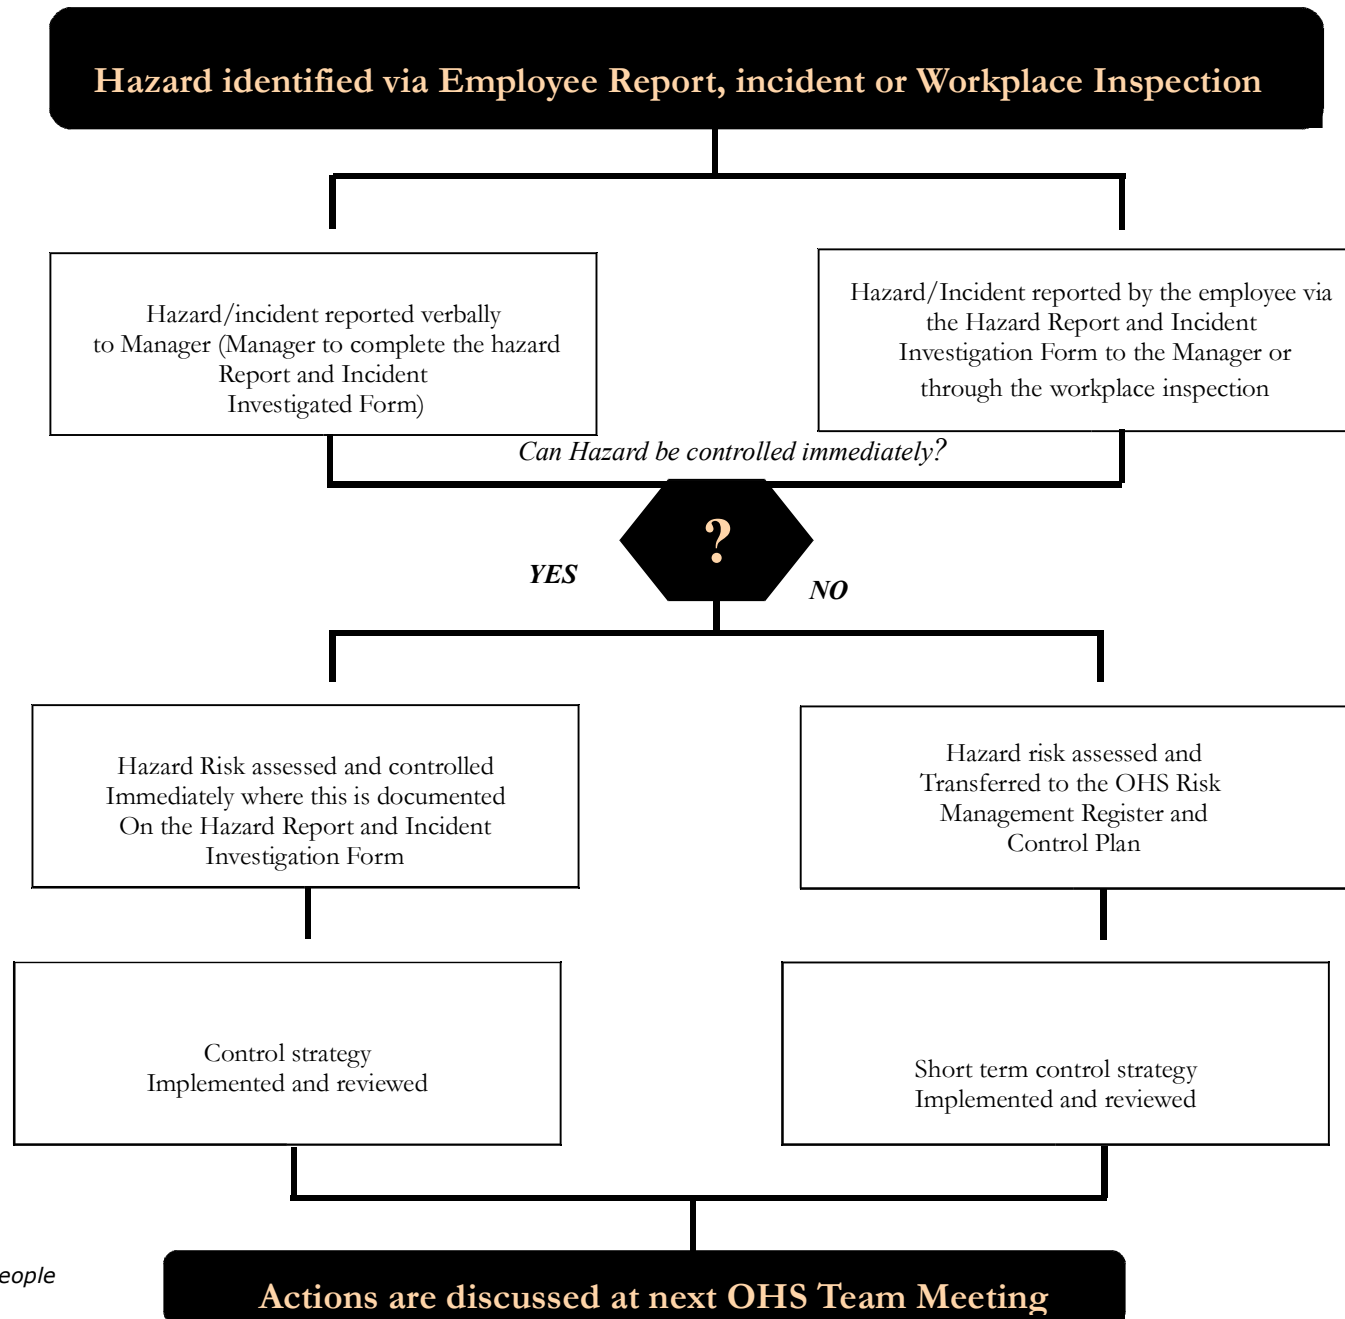 Hazard identified via Employee Report, incident or Workplace Inspection
Hazard/incident reported verbally
to Manager (Manager to complete the hazard
Report and Incident
Investigated Form)
Hazard/Incident reported by the employee via
the Hazard Report and Incident
Investigation Form to the Manager or
through the workplace inspection
Can Hazard be controlled immediately?
?
YES
NO
Hazard Risk assessed and controlled
Immediately where this is documented
On the Hazard Report and Incident
Investigation Form
Hazard risk assessed and
Transferred to the OHS Risk
Management Register and
Control Plan
Control strategy
Implemented and reviewed
Short term control strategy
Implemented and reviewed
eople
Actions are discussed at next OHS Team Meeting